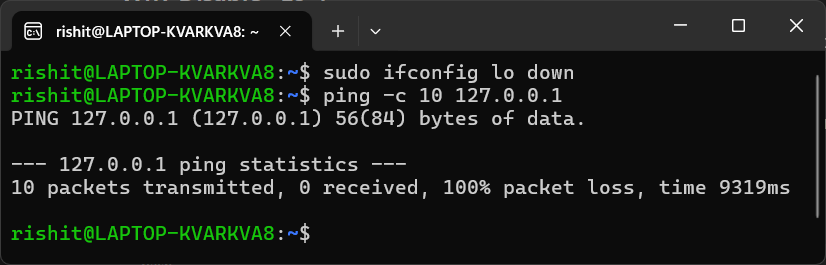 rishit@LAPTOP-KVARKVA8: ~
rishit@LAPTOP-KVARKVA8:~$ sudo ifconfig lo down
rishit@LAPTOP-KVARKVA8:~$ ping -c 10 127.0.0.1
PING 127.0.0.1 (127.0.0.1) 56(84) bytes of data.
--- 127.0.0.1 ping statistics ---
10 packets transmitted, 0 received, 100% packet loss, time 9319ms
rishit@LAPTOP-KVARKVA8:~$